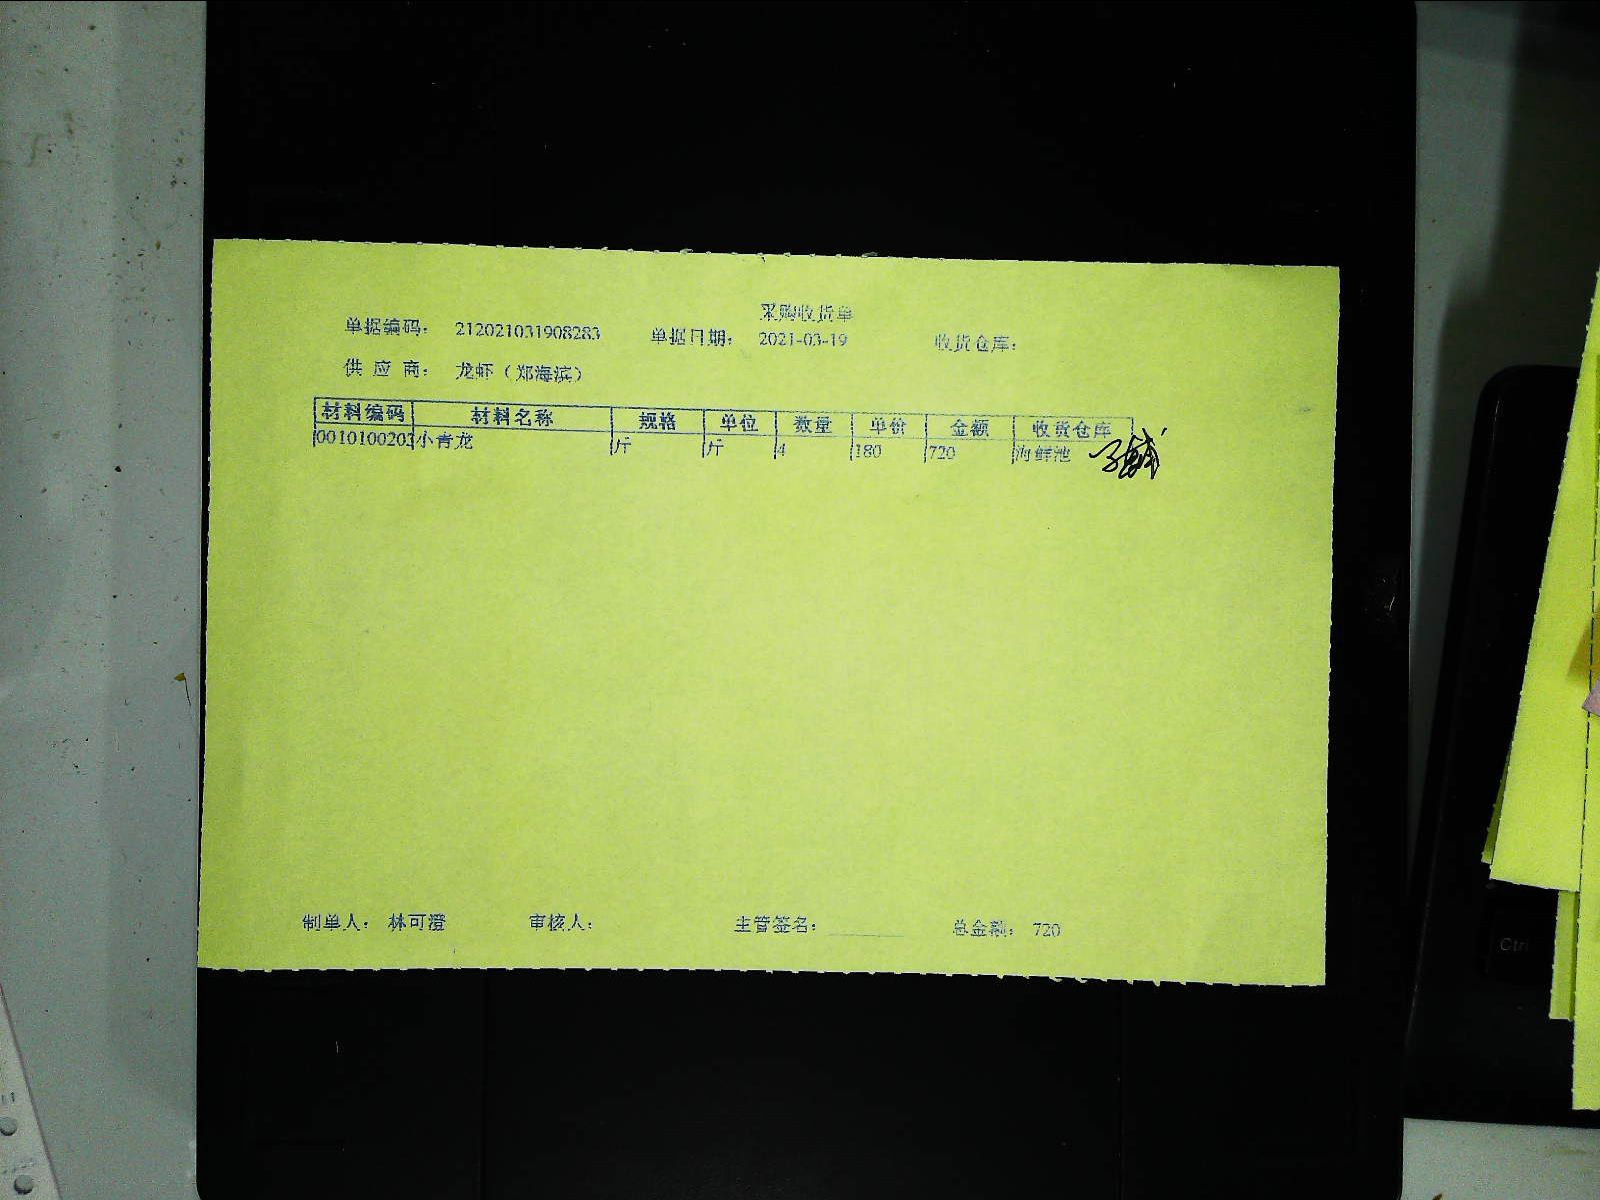 采购收货单
单据编码： 212021031908283 单据日期： 2021-03-19 收货仓库：
供应商： 龙虾（郑海滨）
材料编码 材料名称 规格 单位 数量 单价 金额 收货仓库
0010100203 小青龙 斤 斤 4 180 720 海鲜池
制单人： 林可澄 审核人： 主管签名： 总金额： 720
Ctrl